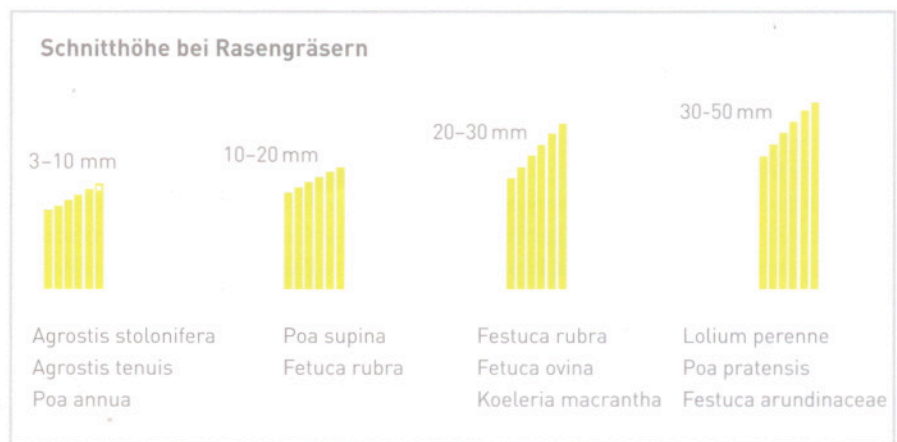 Schnitthöhe bei Rasengräsern
3–10 mm
10–20 mm
20–30 mm
30-50 mm
Agrostis stolonifera
Agrostis tenuis
Poa annua
Poa supina
Fetuca rubra
Festuca rubra
Fetuca ovina
Koeleria macrantha
Lolium perenne
Poa pratensis
Festuca arundinaceae